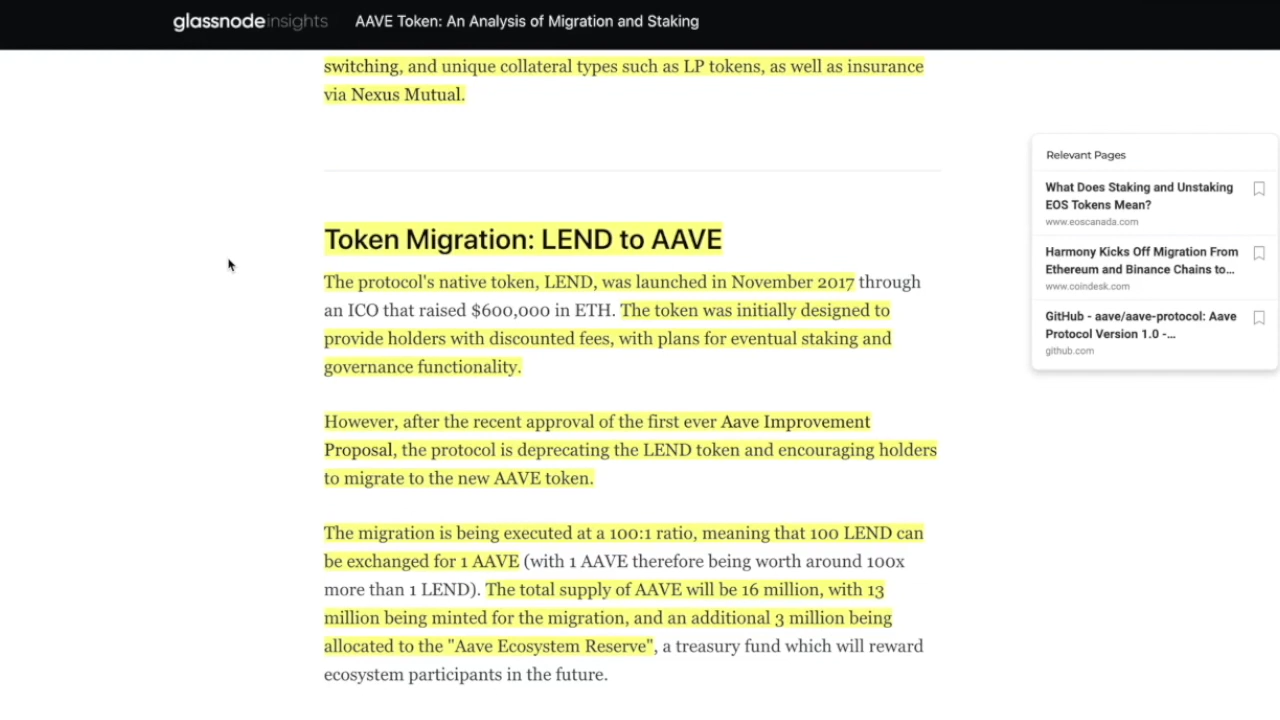 glassnodeinsights AAVE Token: An Analysis of Migration and Staking
switching, and unique collateral types such as LP tokens, as well as insurance
via Nexus Mutual.
Token Migration: LEND to AAVE
The protocol's native token, LEND, was launched in November 2017 through
an ICO that raised $600,000 in ETH. The token was initially designed to
provide holders with discounted fees, with plans for eventual staking and
governance functionality.
However, after the recent approval of the first ever Aave Improvement
Proposal, the protocol is deprecating the LEND token and encouraging holders
to migrate to the new AAVE token.
The migration is being executed at a 100:1 ratio, meaning that 100 LEND can
be exchanged for 1 AAVE (with 1 AAVE therefore being worth around 100x
more than 1 LEND). The total supply of AAVE will be 16 million, with 13
million being minted for the migration, and an additional 3 million being
allocated to the "Aave Ecosystem Reserve", a treasury fund which will reward
ecosystem participants in the future.
Relevant Pages
What Does Staking and Unstaking
EOS Tokens Mean?
www.eoscanada.com
Harmony Kicks Off Migration From
Ethereum and Binance Chains to...
www.coindesk.com
GitHub - aave/aave-protocol: Aave
Protocol Version 1.0 -...
github.com